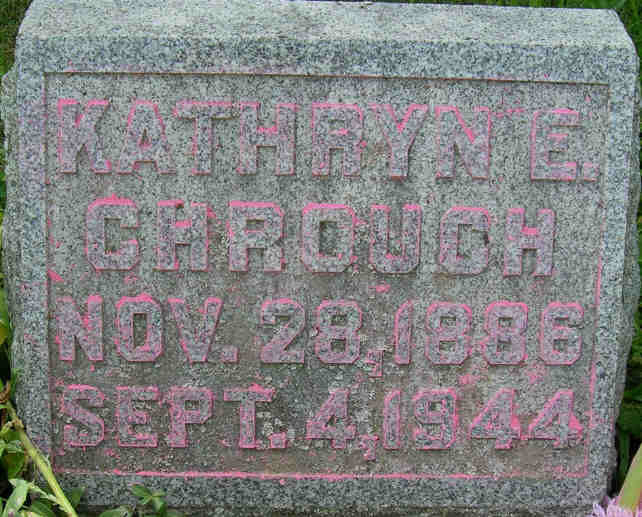 KATHRYN E.
CHROUCH
NOV. 28, 1886
SEPT. 4, 1944